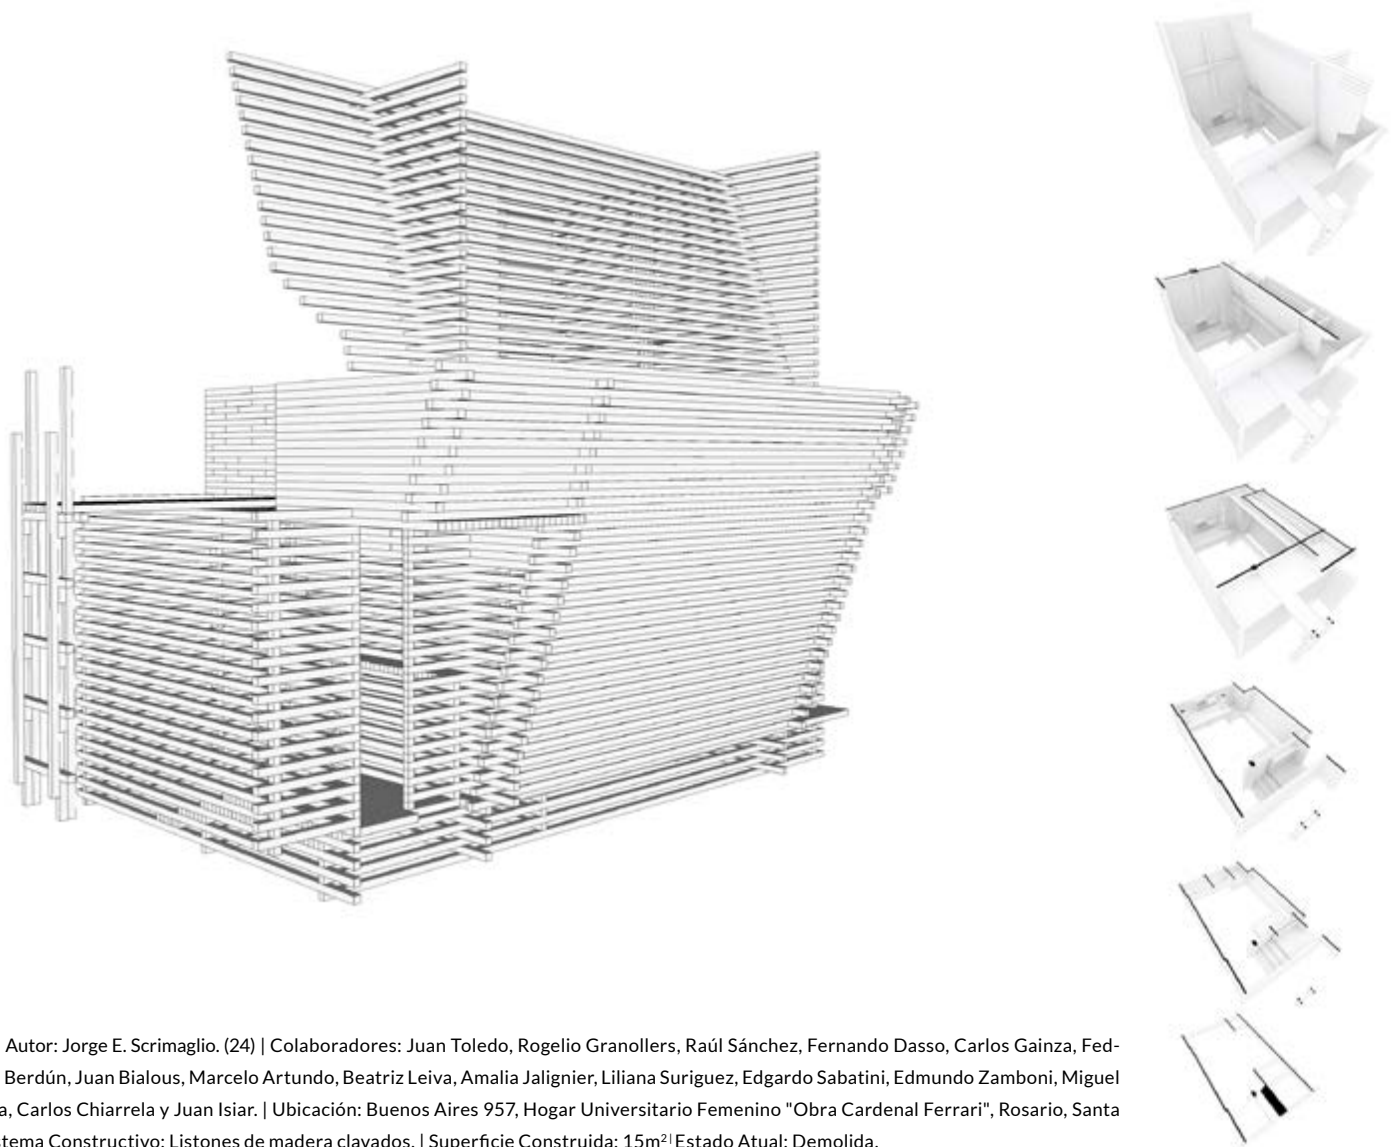 Autor: Jorge E. Scrimaglio. (24) | Colaboradores: Juan Toledo, Rogelio Granollers, Raúl Sánchez, Fernando Dasso, Carlos Gainza, Fed-
Berdún, Juan Bialous, Marcelo Artundo, Beatriz Leiva, Amalia Jalignier, Liliana Suriguez, Edgardo Sabatini, Edmundo Zamboni, Miguel
a, Carlos Chiarrela y Juan Isiar. | Ubicación: Buenos Aires 957, Hogar Universitario Femenino "Obra Cardenal Ferrari", Rosario, Santa
stema Constructivo: Listones de madera clavados. | Superficie Construida: 15m²| Estado Atual: Demolida.